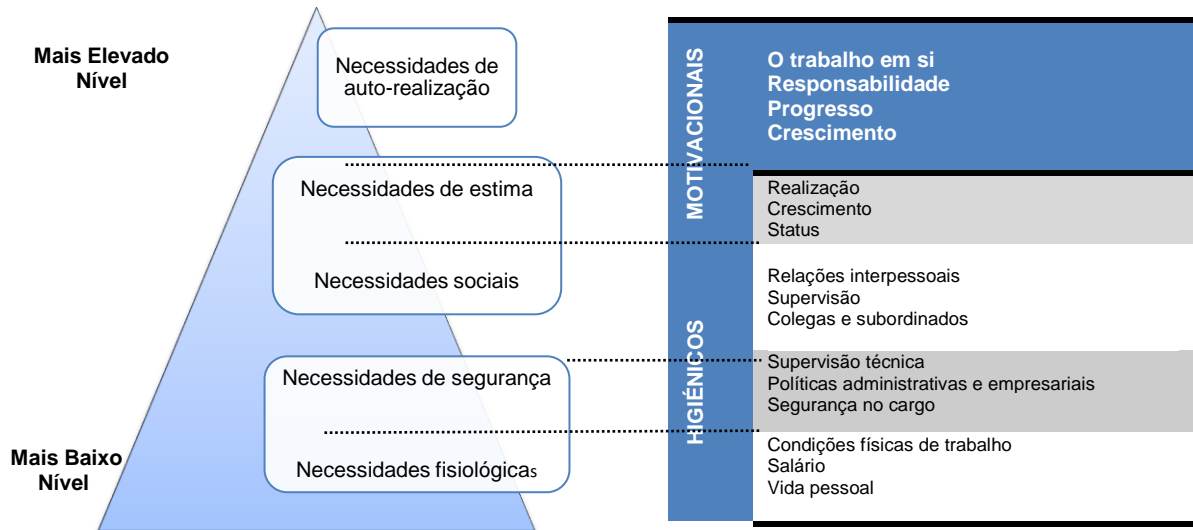 Mais Elevado
Nível
Necessidades de
auto-realização
Necessidades de estima
Necessidades sociais
Necessidades de segurança
Necessidades fisiológicas
Mais Baixo
Nível
MOTIVACIONAIS
HIGIÉNICOS
O trabalho em si
Responsabilidade
Progresso
Crescimento
Realização
Crescimento
Status
Relações interpessoais
Supervisão
Colegas e subordinados
Supervisão técnica
Políticas administrativas e empresariais
Segurança no cargo
Condições físicas de trabalho
Salário
Vida pessoal